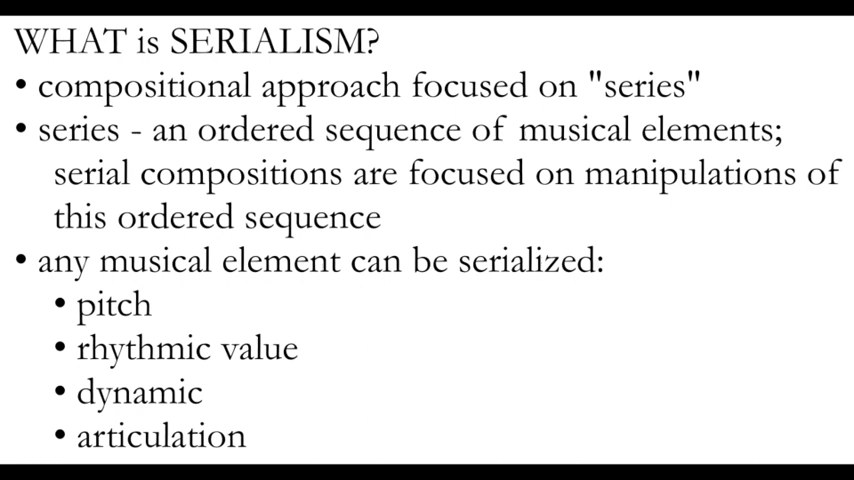 WHAT is SERIALISM?
• compositional approach focused on "series"
• series - an ordered sequence of musical elements;
serial compositions are focused on manipulations of
this ordered sequence
• any musical element can be serialized:
• pitch
• rhythmic value
• dynamic
• articulation